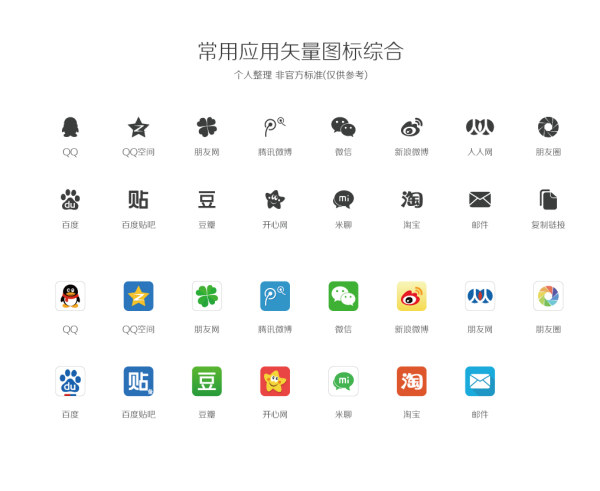 常用应用矢量图标综合
个人整理 非官方标准(仅供参考)
QQ QQ空间 朋友网 腾讯微博 微信 新浪微博 人人网 朋友圈
du 贴 豆 mi 淘
百度 百度贴吧 豆瓣 开心网 米聊 淘宝 邮件 复制链接
QQ QQ空间 朋友网 腾讯微博 微信 新浪微博 朋友网 朋友圈
du 贴 豆 mi 淘
百度 百度贴吧 豆瓣 开心网 米聊 淘宝 邮件